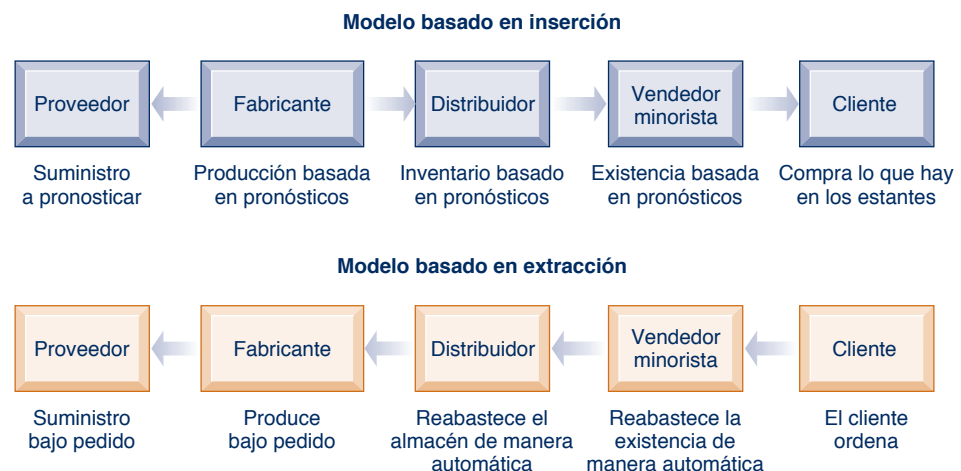 Modelo basado en inserción
Proveedor
Fabricante
Distribuidor
Vendedor
minorista
Cliente
Suministro
a pronosticar
Producción basada
en pronósticos
Inventario basado
en pronósticos
Existencia basada
en pronósticos
Compra lo que hay
en los estantes
Modelo basado en extracción
Proveedor
Fabricante
Distribuidor
Vendedor
minorista
Cliente
Suministro
bajo pedido
Produce
bajo pedido
Reabastece el
almacén de manera
automática
Reabastece la
existencia de
manera automática
El cliente
ordena